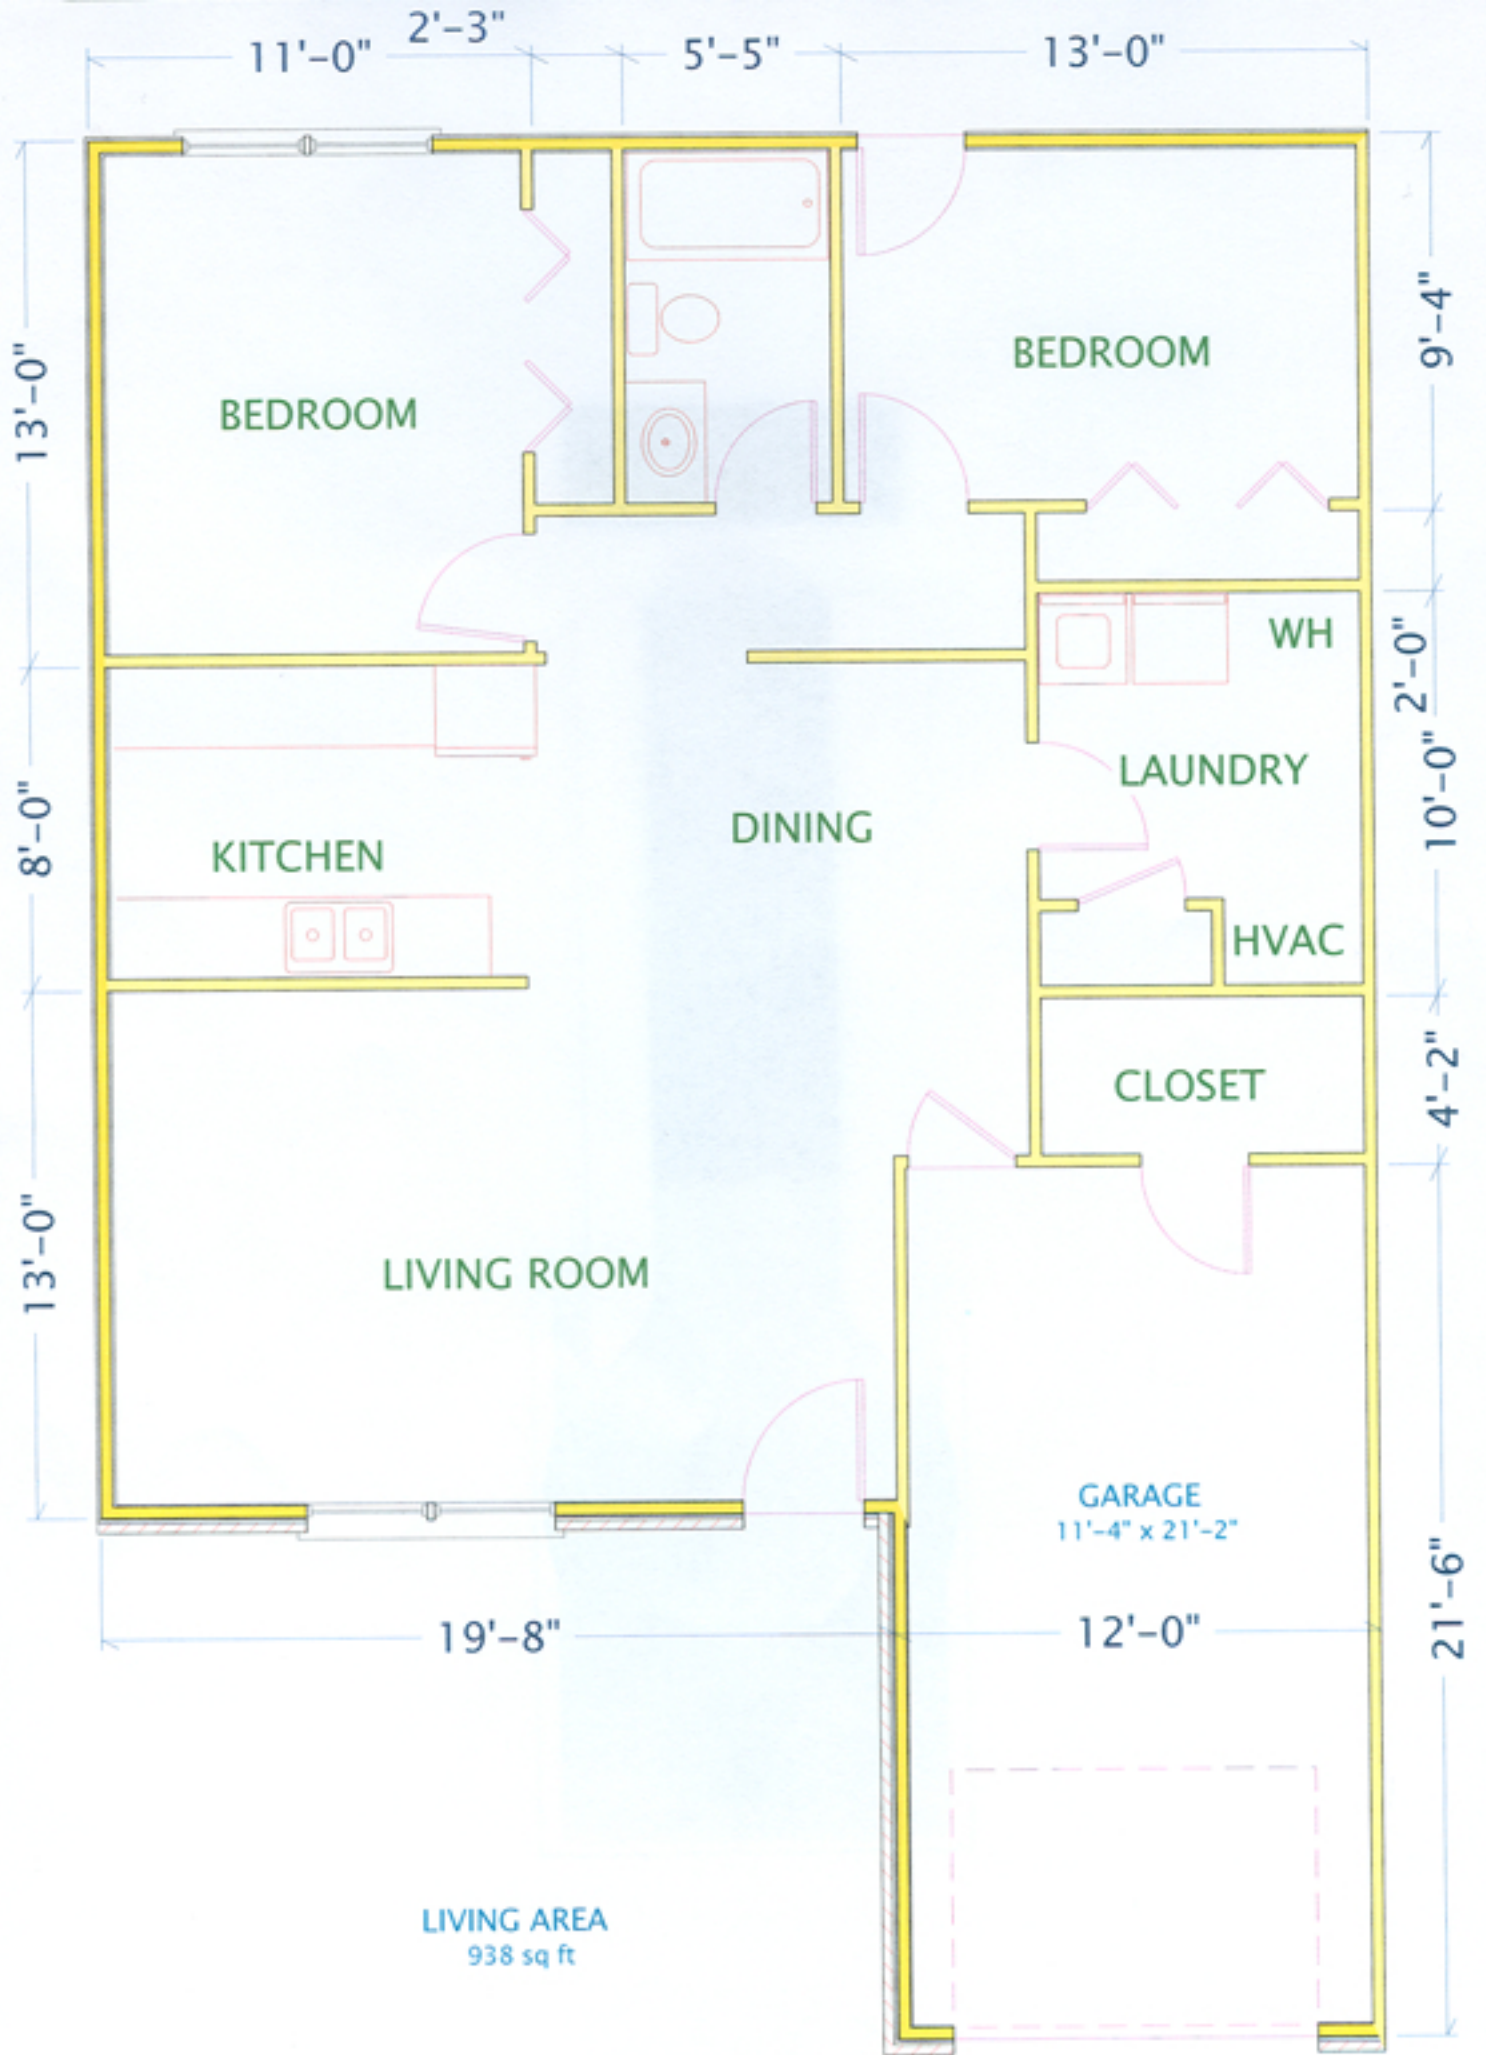 2'-3"
11'-0"
5'-5"
13'-0"
9'-4"
13'-0"
BEDROOM
BEDROOM
WH
2'-0"
LAUNDRY
10'-0"
8'-0"
KITCHEN
DINING
HVAC
4'-2"
CLOSET
13'-0"
LIVING ROOM
GARAGE
11'-4" x 21'-2"
21'-6"
19'-8"
12'-0"
LIVING AREA
938 sq ft